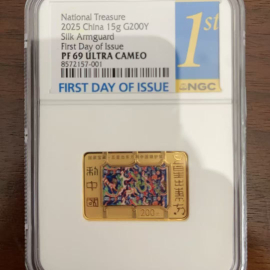 National Treasure
2025 China 15g G200Y
Silk Armguard
First Day of Issue
PF 69 ULTRA CAMEO
8572157-001
1st
NGC
FIRST DAY OF ISSUE
200